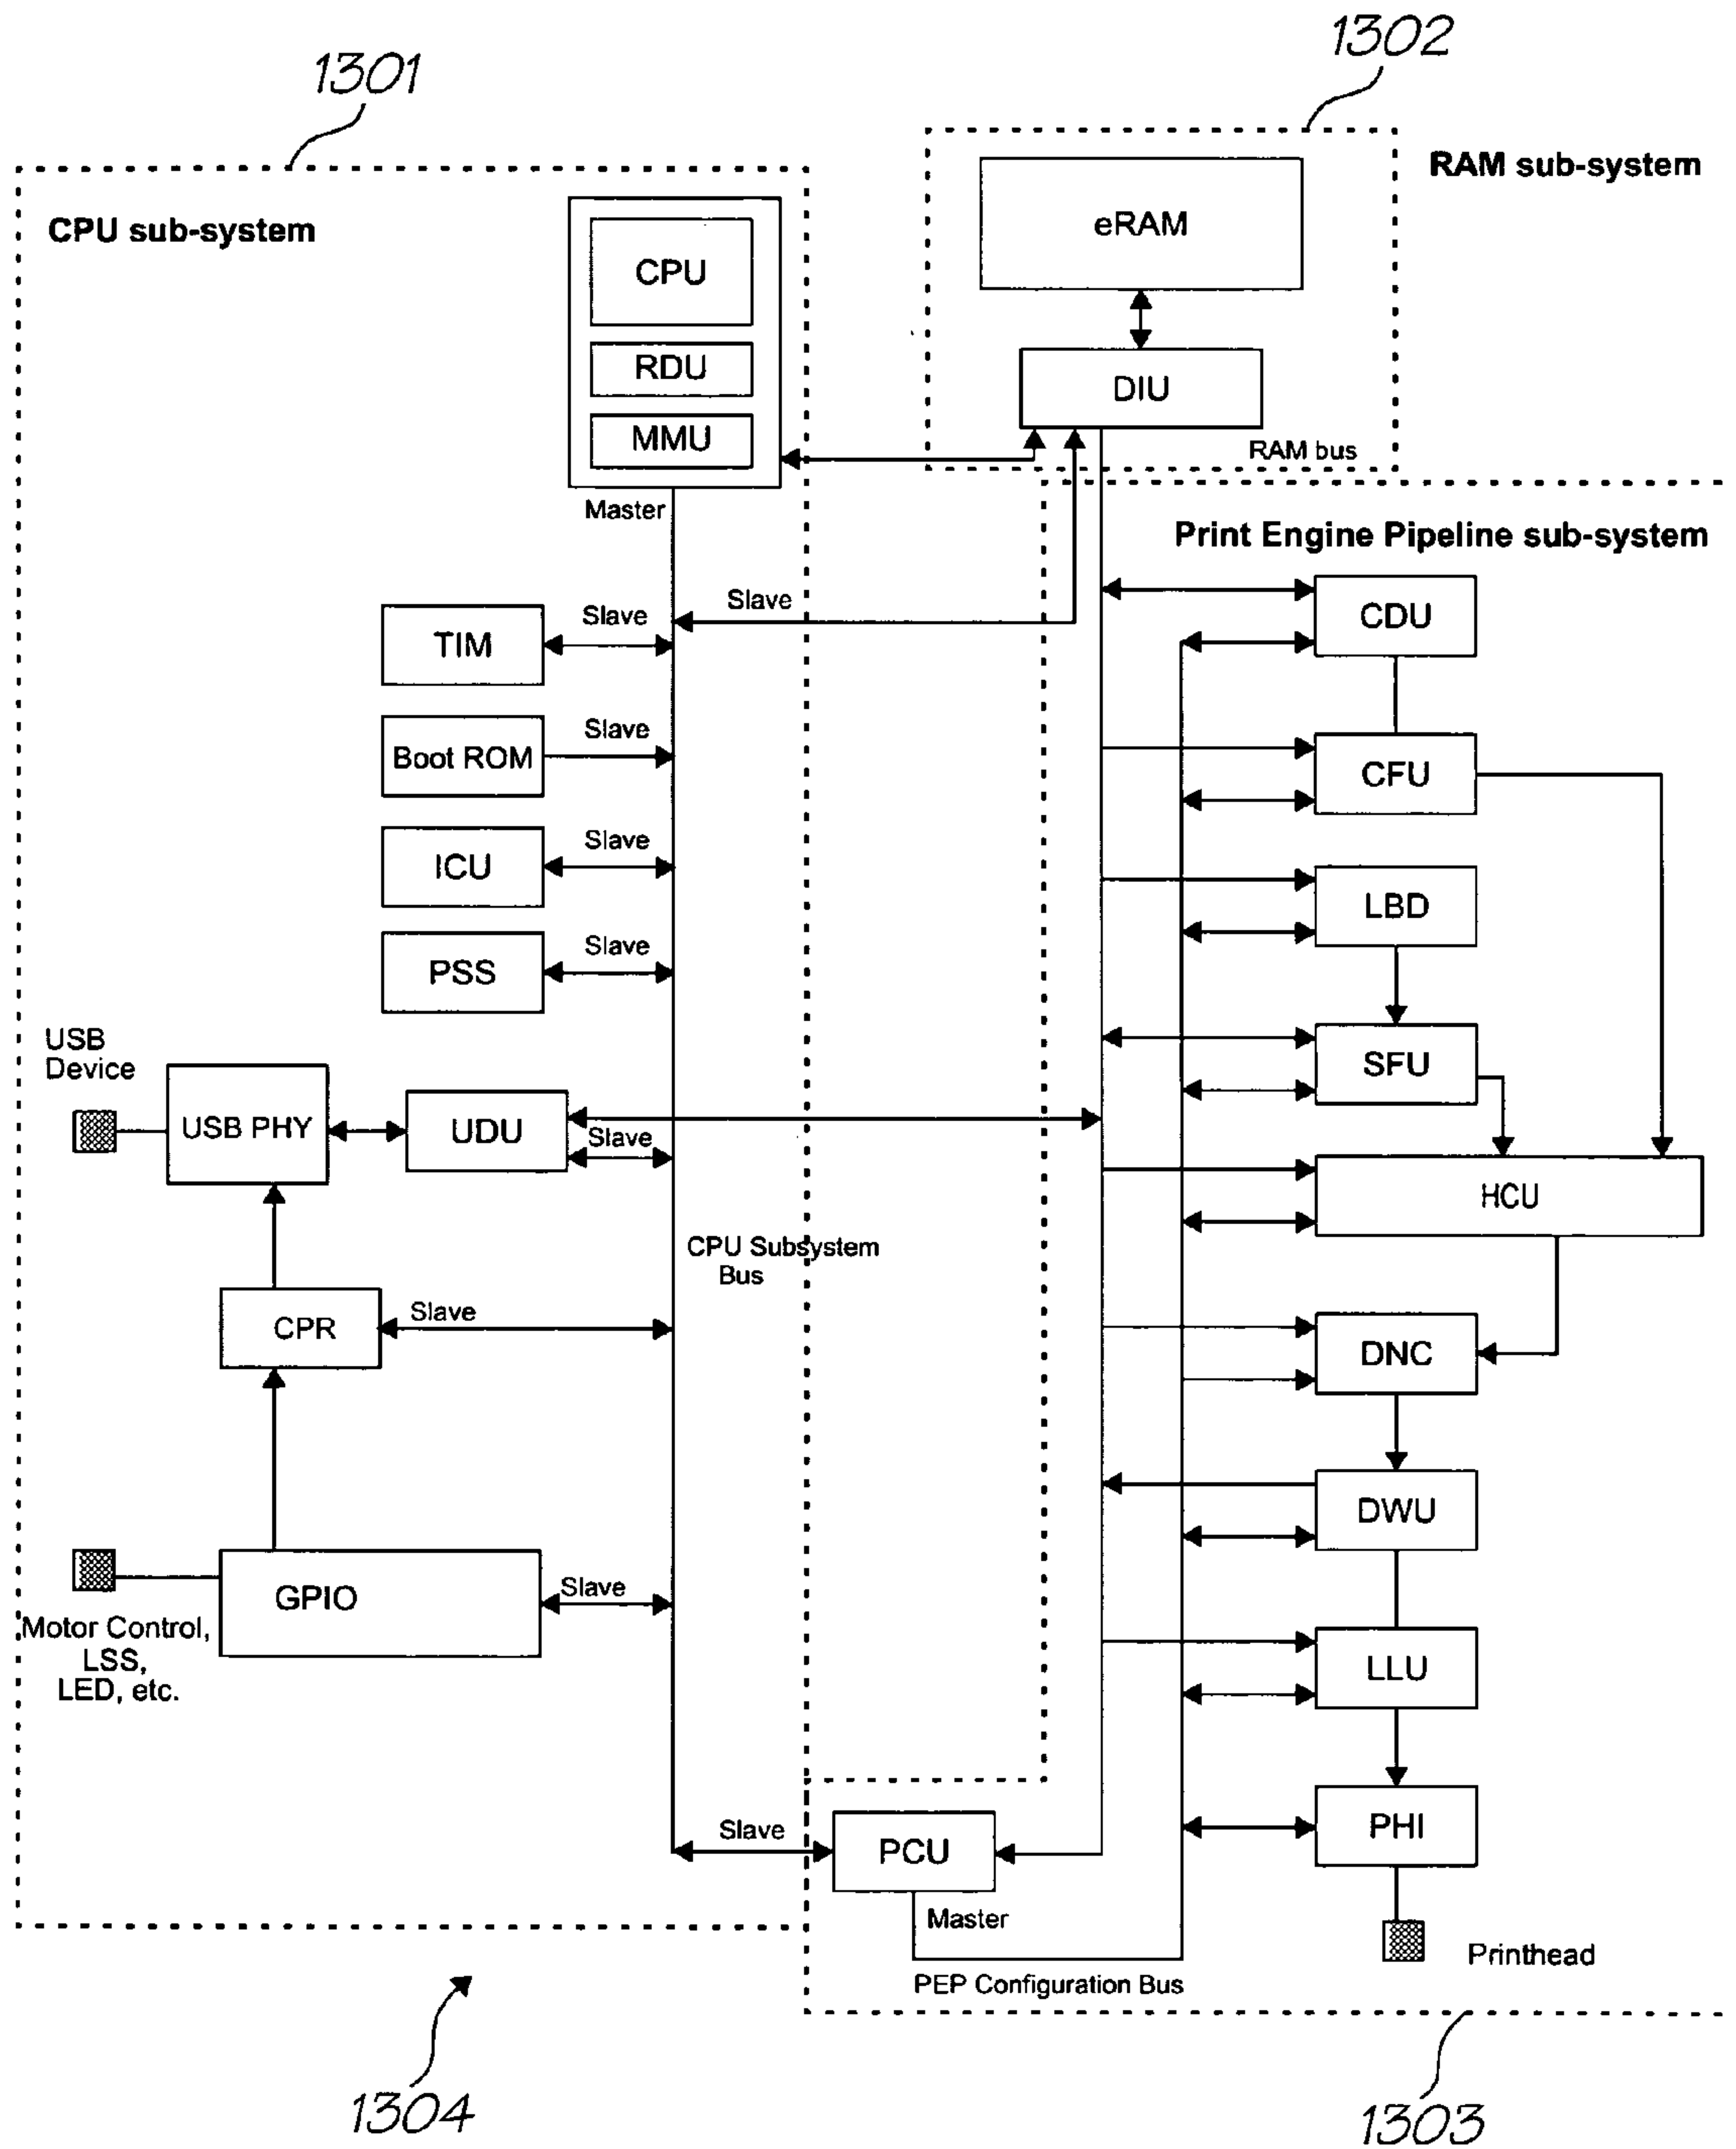 1301
1302
RAM sub-system
CPU sub-system
eRAM
CPU
RDU
DIU
MMU
RAM bus
Master
Print Engine Pipeline sub-system
Slave
Slave
TIM
CDU
Slave
Boot ROM
CFU
Slave
ICU
LBD
Slave
PSS
USB
Device
SFU
USB PHY
UDU
Slave
HCU
CPU Subsystem
Bus
Slave
CPR
DNC
DWU
Slave
GPIO
Motor Control,
LSS,
LED, etc.
LLU
Slave
PCU
PHI
Master
Printhead
PEP Configuration Bus
1304
1303